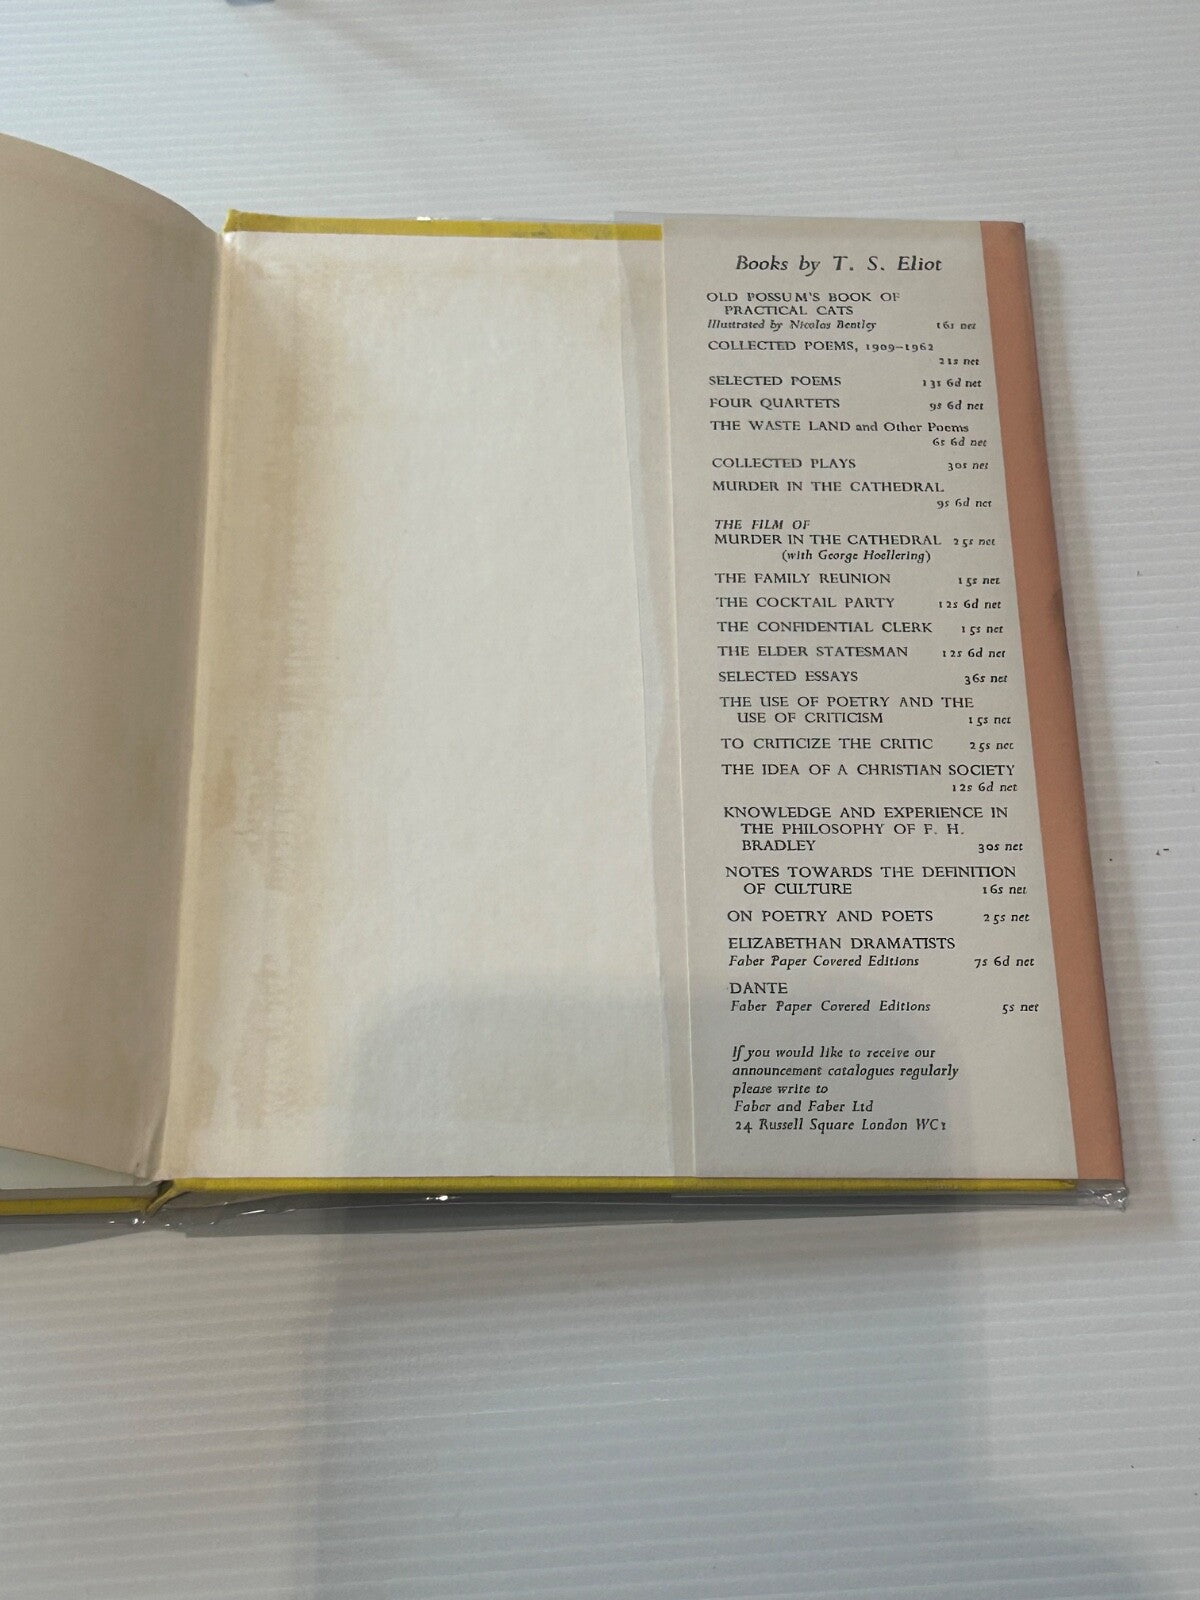 Books by T. S. Eliot
OLD POSSUM'S BOOK OF
PRACTICAL CATS
Illustrated by Nicolas Bentley 16s net
COLLECTED POEMS, 1909–1962
21s net
SELECTED POEMS 13s 6d net
FOUR QUARTETS 9s 6d net
THE WASTE LAND and Other Poems
6s 6d net
COLLECTED PLAYS 30s net
MURDER IN THE CATHEDRAL
9s 6d net
THE FILM OF
MURDER IN THE CATHEDRAL 25s net
(with George Hoellering)
THE FAMILY REUNION 15s net
THE COCKTAIL PARTY 12s 6d net
THE CONFIDENTIAL CLERK 15s net
THE ELDER STATESMAN 12s 6d net
SELECTED ESSAYS 36s net
THE USE OF POETRY AND THE
USE OF CRITICISM 15s net
TO CRITICIZE THE CRITIC 25s net
THE IDEA OF A CHRISTIAN SOCIETY
12s 6d net
KNOWLEDGE AND EXPERIENCE IN
THE PHILOSOPHY OF F. H.
BRADLEY 30s net
NOTES TOWARDS THE DEFINITION
OF CULTURE 16s net
ON POETRY AND POETS 25s net
ELIZABETHAN DRAMATISTS
Faber Paper Covered Editions 7s 6d net
DANTE
Faber Paper Covered Editions 5s net
If you would like to receive our
announcement catalogues regularly
please write to
Faber and Faber Ltd
24 Russell Square London WC1